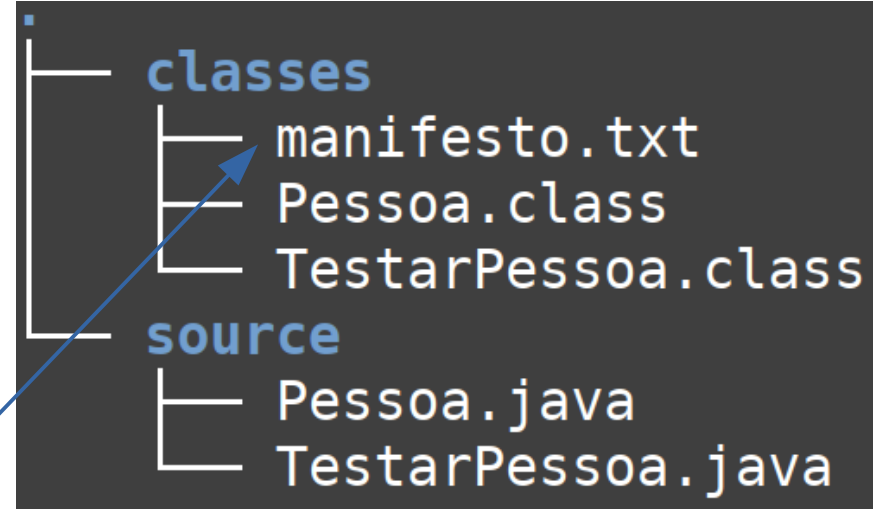 .
classes
manifesto.txt
Pessoa.class
TestarPessoa.class
source
Pessoa.java
TestarPessoa.java